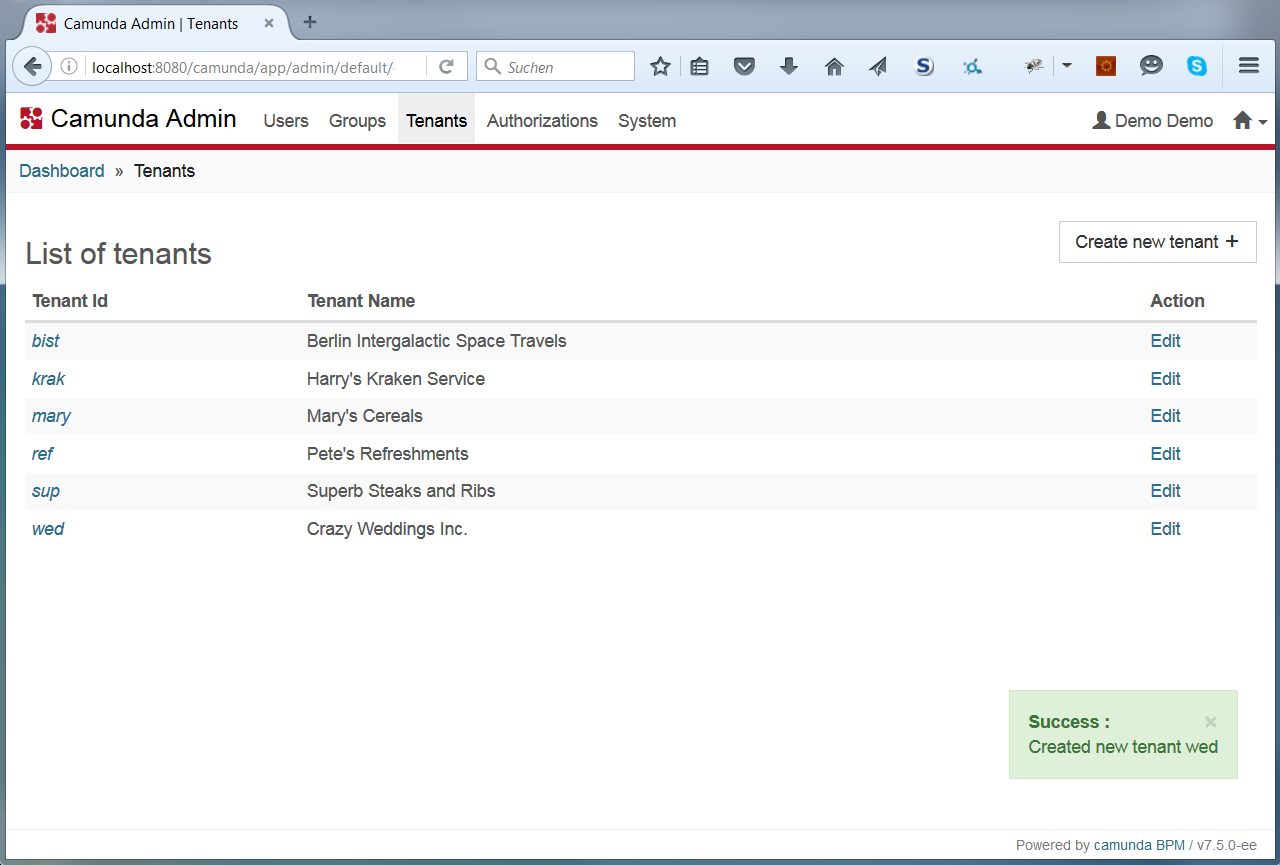 Camunda Admin | Tenants
localhost:8080/camunda/app/admin/default/
Suchen
Camunda Admin Users Groups Tenants Authorizations System Demo Demo
Dashboard » Tenants
List of tenants
Create new tenant +
Tenant Id Tenant Name Action
bist Berlin Intergalactic Space Travels Edit
krak Harry's Kraken Service Edit
mary Mary's Cereals Edit
ref Pete's Refreshments Edit
sup Superb Steaks and Ribs Edit
wed Crazy Weddings Inc. Edit
Success : ×
Created new tenant wed
Powered by camunda BPM / v7.5.0-ee